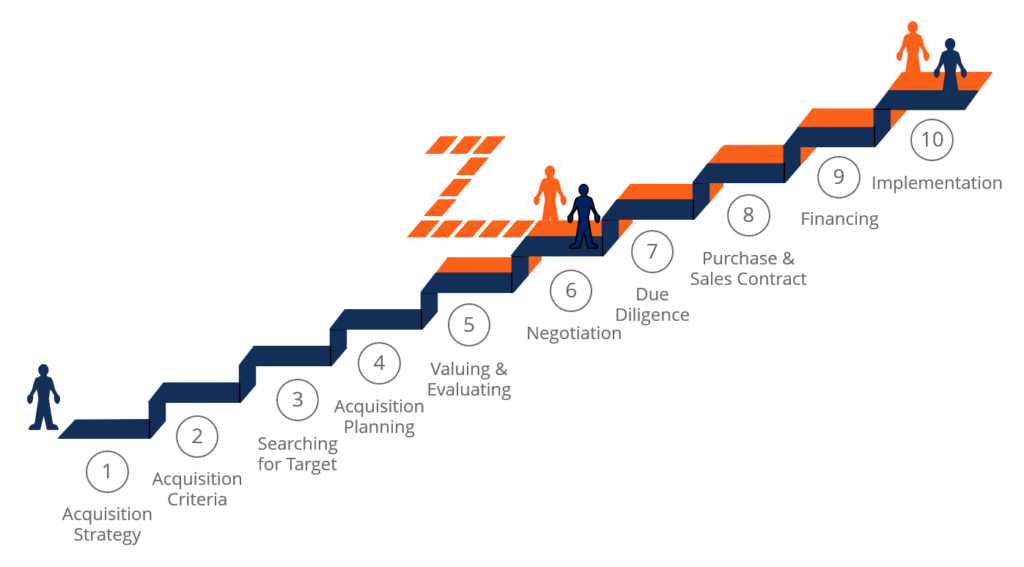 1
Acquisition
Strategy
2
Acquisition
Criteria
3
Searching
for Target
4
Acquisition
Planning
5
Valuing &
Evaluating
6
Negotiation
7
Due
Diligence
8
Purchase &
Sales Contract
9
Financing
10
Implementation